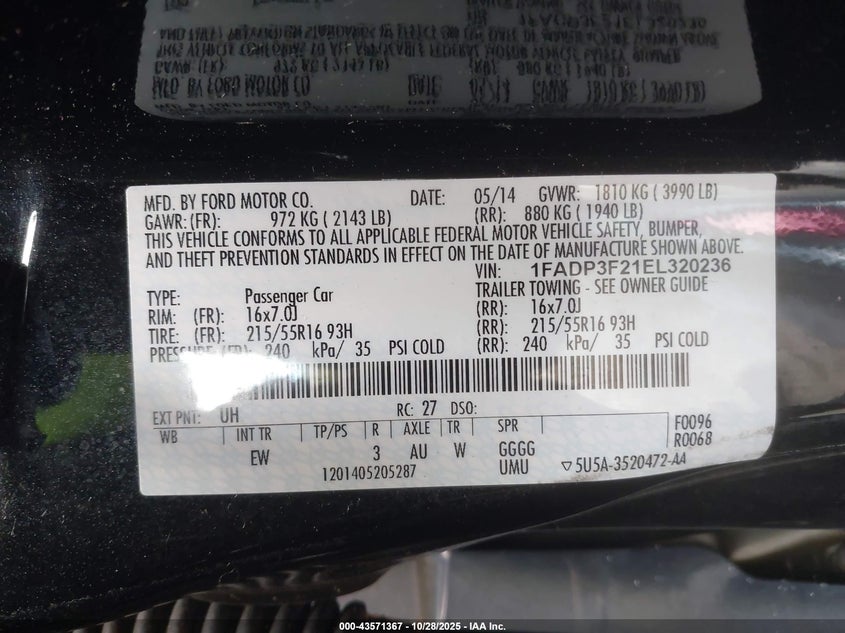 MFD. BY FORD MOTOR CO. DATE: 05/14 GVWR: 1810 KG ( 3990 LB)
GAWR: (FR): 972 KG ( 2143 LB) (RR): 880 KG ( 1940 LB)
THIS VEHICLE CONFORMS TO ALL APPLICABLE FEDERAL MOTOR VEHICLE SAFETY, BUMPER,
AND THEFT PREVENTION STANDARDS IN EFFECT ON THE DATE OF MANUFACTURE SHOWN ABOVE.
VIN: 1FADP3F21EL320236
TYPE: Passenger Car TRAILER TOWING - SEE OWNER GUIDE
RIM: (FR): 16x7.0J (RR): 16x7.0J
TIRE: (FR): 215/55R16 93H (RR): 215/55R16 93H
PRESSURE: (FR): 240 kPa/ 35 PSI COLD (RR): 240 kPa/ 35 PSI COLD
EXT PNT: UH RC: 27 DSO:
WB INT TR TP/PS R AXLE TR SPR F0096
EW 3 AU W GGGG R0068
1201405205287 UMU ▽5U5A-3520472-AA
000-43571367 - 10/28/2025 - IAA Inc.